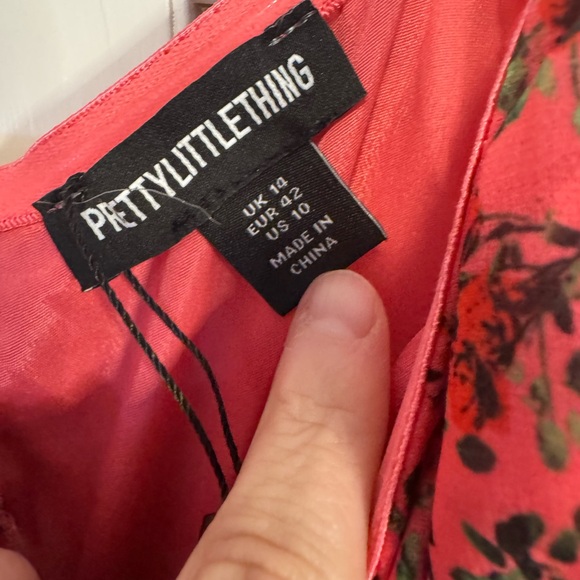 PRETTYLITTLETHING
UK 14
EUR 42
US 10
MADE IN
CHINA